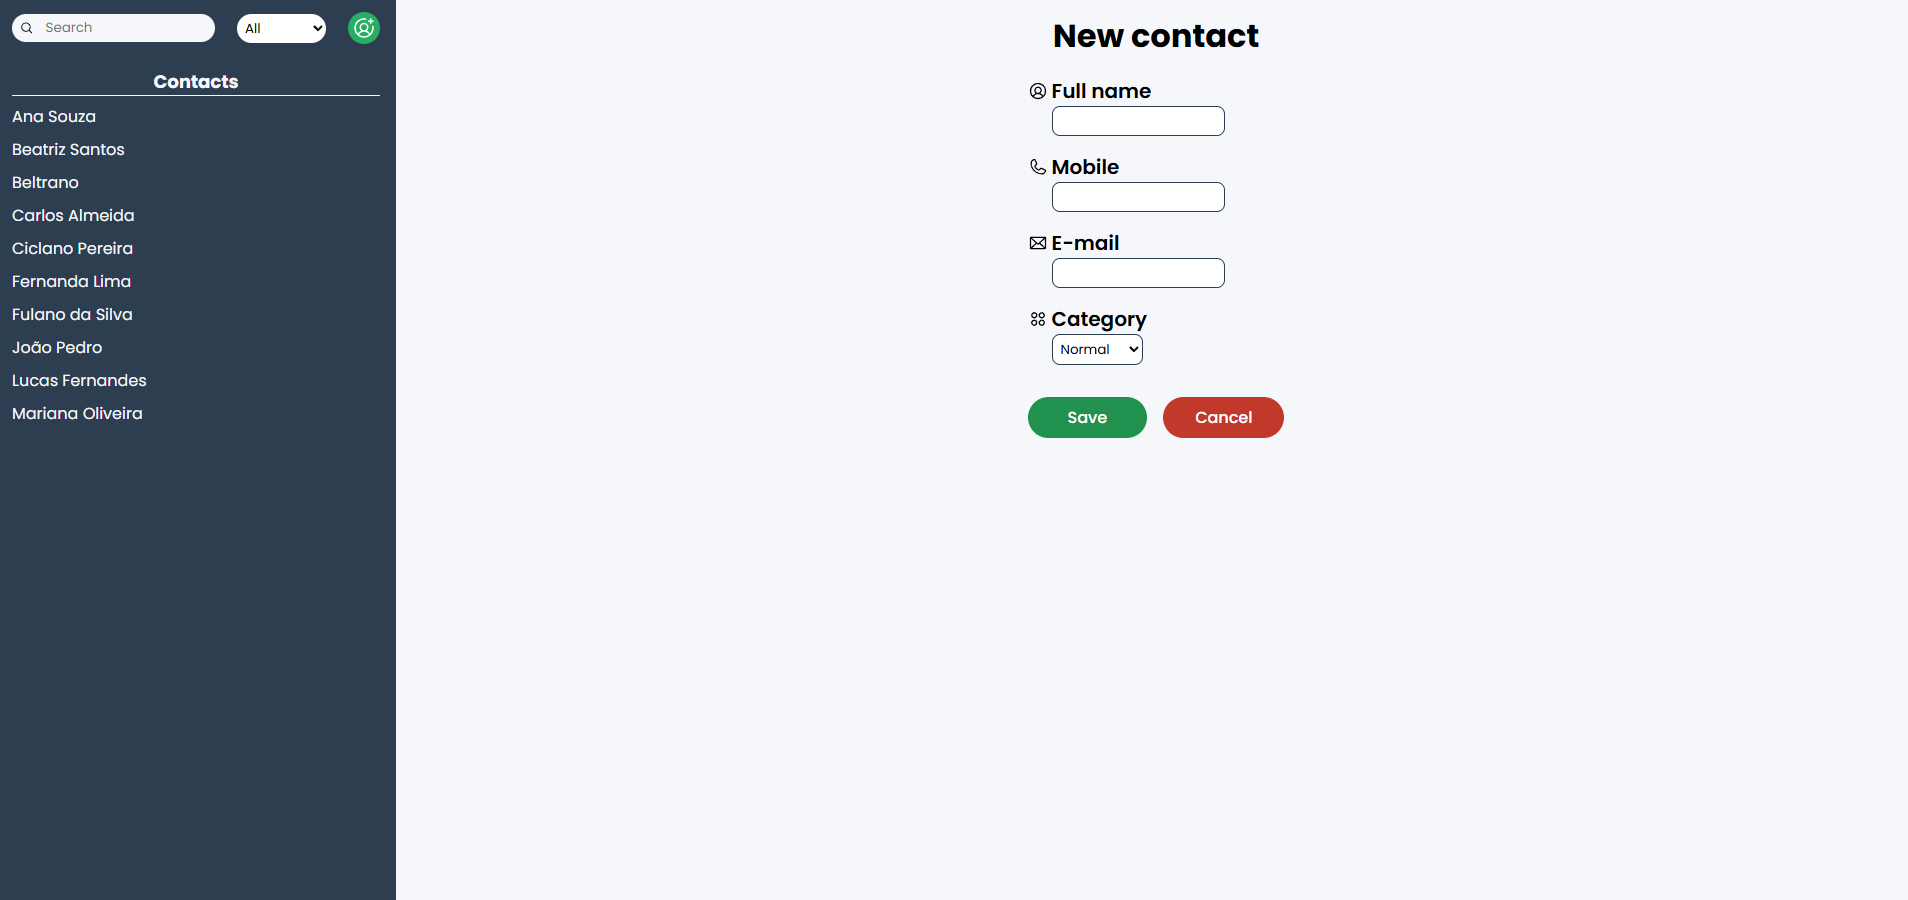 Search
All
Contacts
Ana Souza
Beatriz Santos
Beltrano
Carlos Almeida
Ciclano Pereira
Fernanda Lima
Fulano da Silva
João Pedro
Lucas Fernandes
Mariana Oliveira
New contact
Full name
Mobile
E-mail
Category
Normal
Save
Cancel